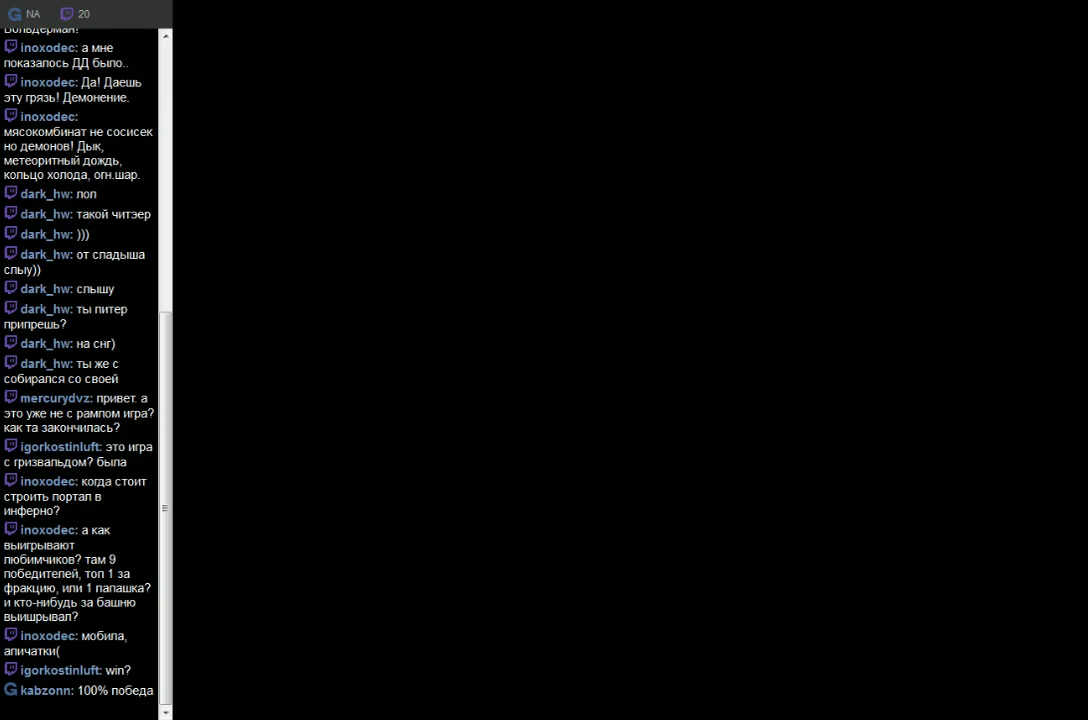 NA 20
Вольдерман!
inoxodec: а мне
показалось ДД было..
inoxodec: Да! Даешь
эту грязь! Демонение.
inoxodec:
мясокомбинат не сосисек
но демонов! Дык,
метеоритный дождь,
кольцо холода, огн.шар.
dark_hw: лол
dark_hw: такой читэер
dark_hw: )))
dark_hw: от сладыша
слыу))
dark_hw: слышу
dark_hw: ты питер
припрешь?
dark_hw: на снг)
dark_hw: ты же с
собирался со своей
mercurydvz: привет. а
это уже не с рампом игра?
как та закончилась?
igorkostinluft: это игра
с гризвальдом? была
inoxodec: когда стоит
строить портал в
инферно?
inoxodec: а как
выигрывают
любимчиков? там 9
победителей, топ 1 за
фракцию, или 1 папашка?
и кто-нибудь за башню
выишрывал?
inoxodec: мобила,
апичатки(
igorkostinluft: win?
kabzonn: 100% победа